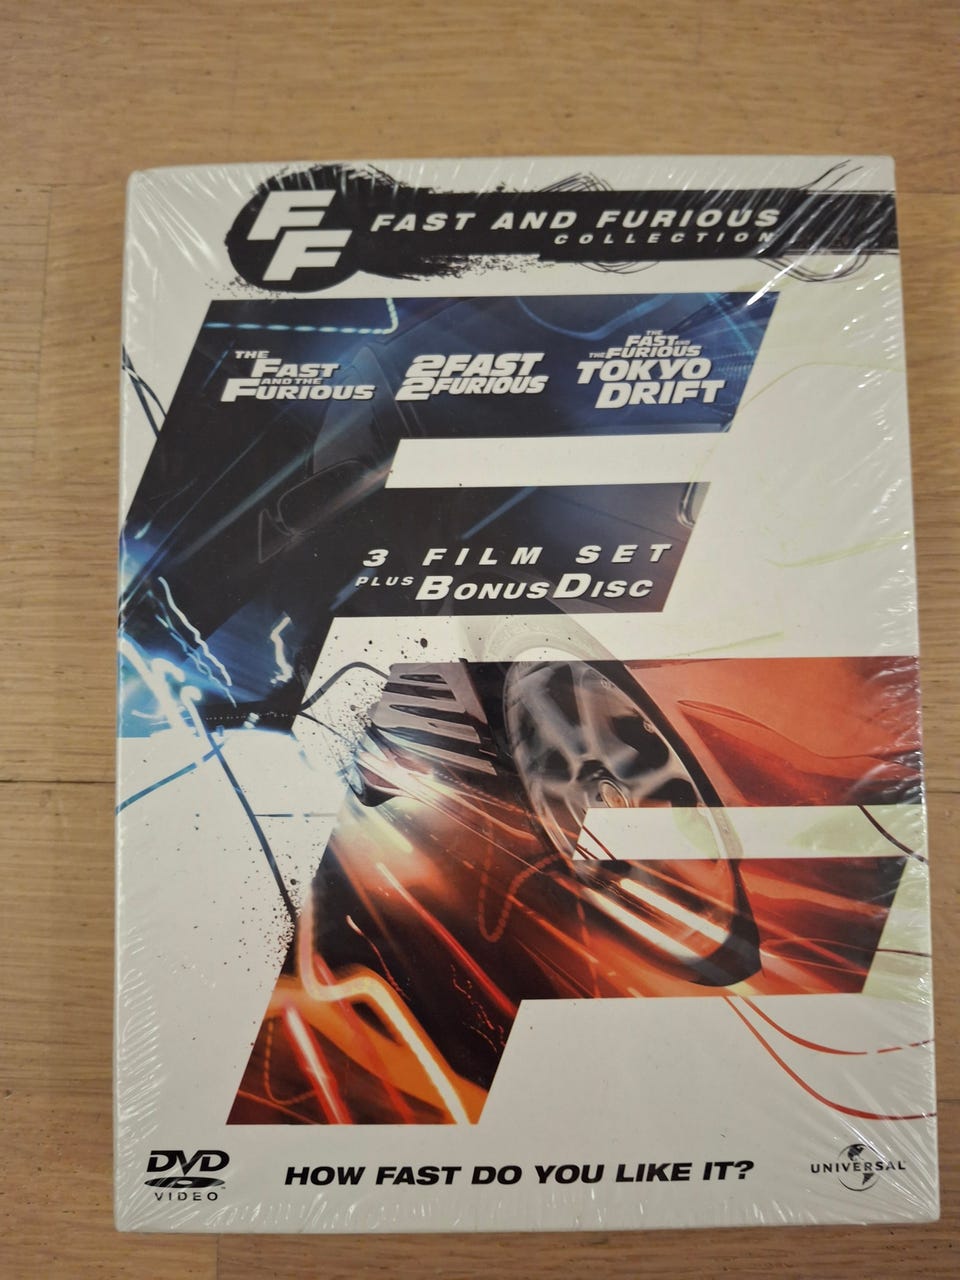 FF
FAST AND FURIOUS
COLLECTION
THE
FAST
AND THE
FURIOUS
2FAST
2FURIOUS
THE
FAST AND
THE FURIOUS
TOKYO
DRIFT
3 FILM SET
PLUS BONUS DISC
DVD
VIDEO
HOW FAST DO YOU LIKE IT?
UNIVERSAL